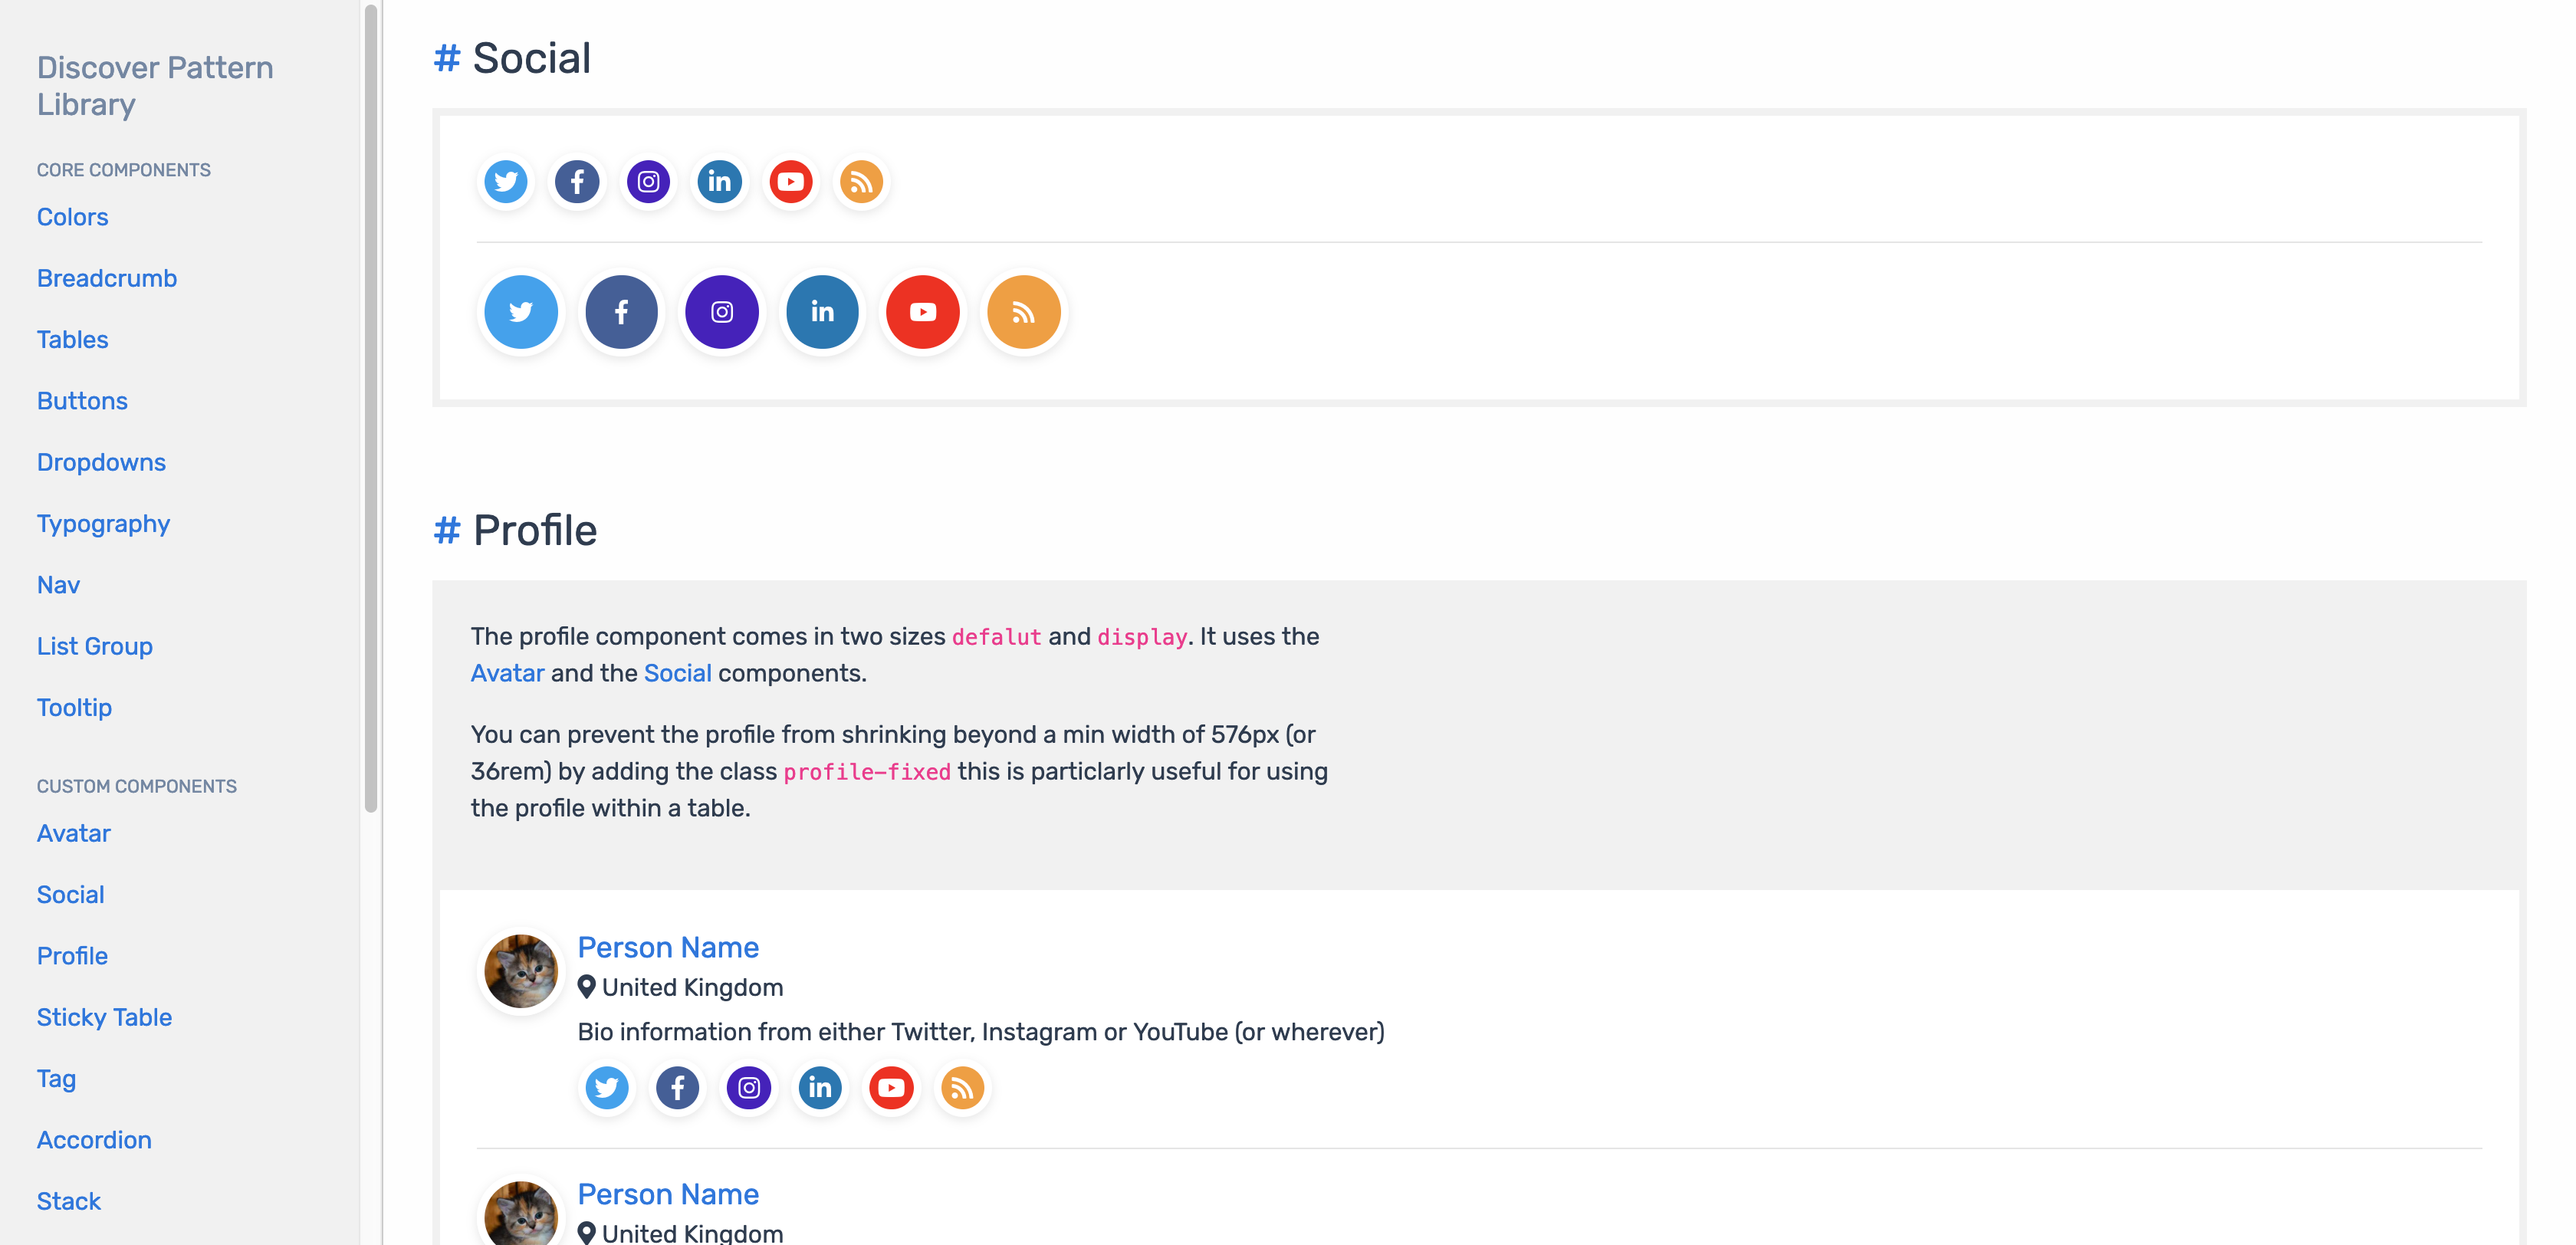 Discover Pattern
Library
CORE COMPONENTS
Colors
Breadcrumb
Tables
Buttons
Dropdowns
Typography
Nav
List Group
Tooltip
CUSTOM COMPONENTS
Avatar
Social
Profile
Sticky Table
Tag
Accordion
Stack
# Social
# Profile
The profile component comes in two sizes defalut and display. It uses the
Avatar and the Social components.
You can prevent the profile from shrinking beyond a min width of 576px (or
36rem) by adding the class profile-fixed this is particlarly useful for using
the profile within a table.
Person Name
United Kingdom
Bio information from either Twitter, Instagram or YouTube (or wherever)
Person Name
United Kingdom